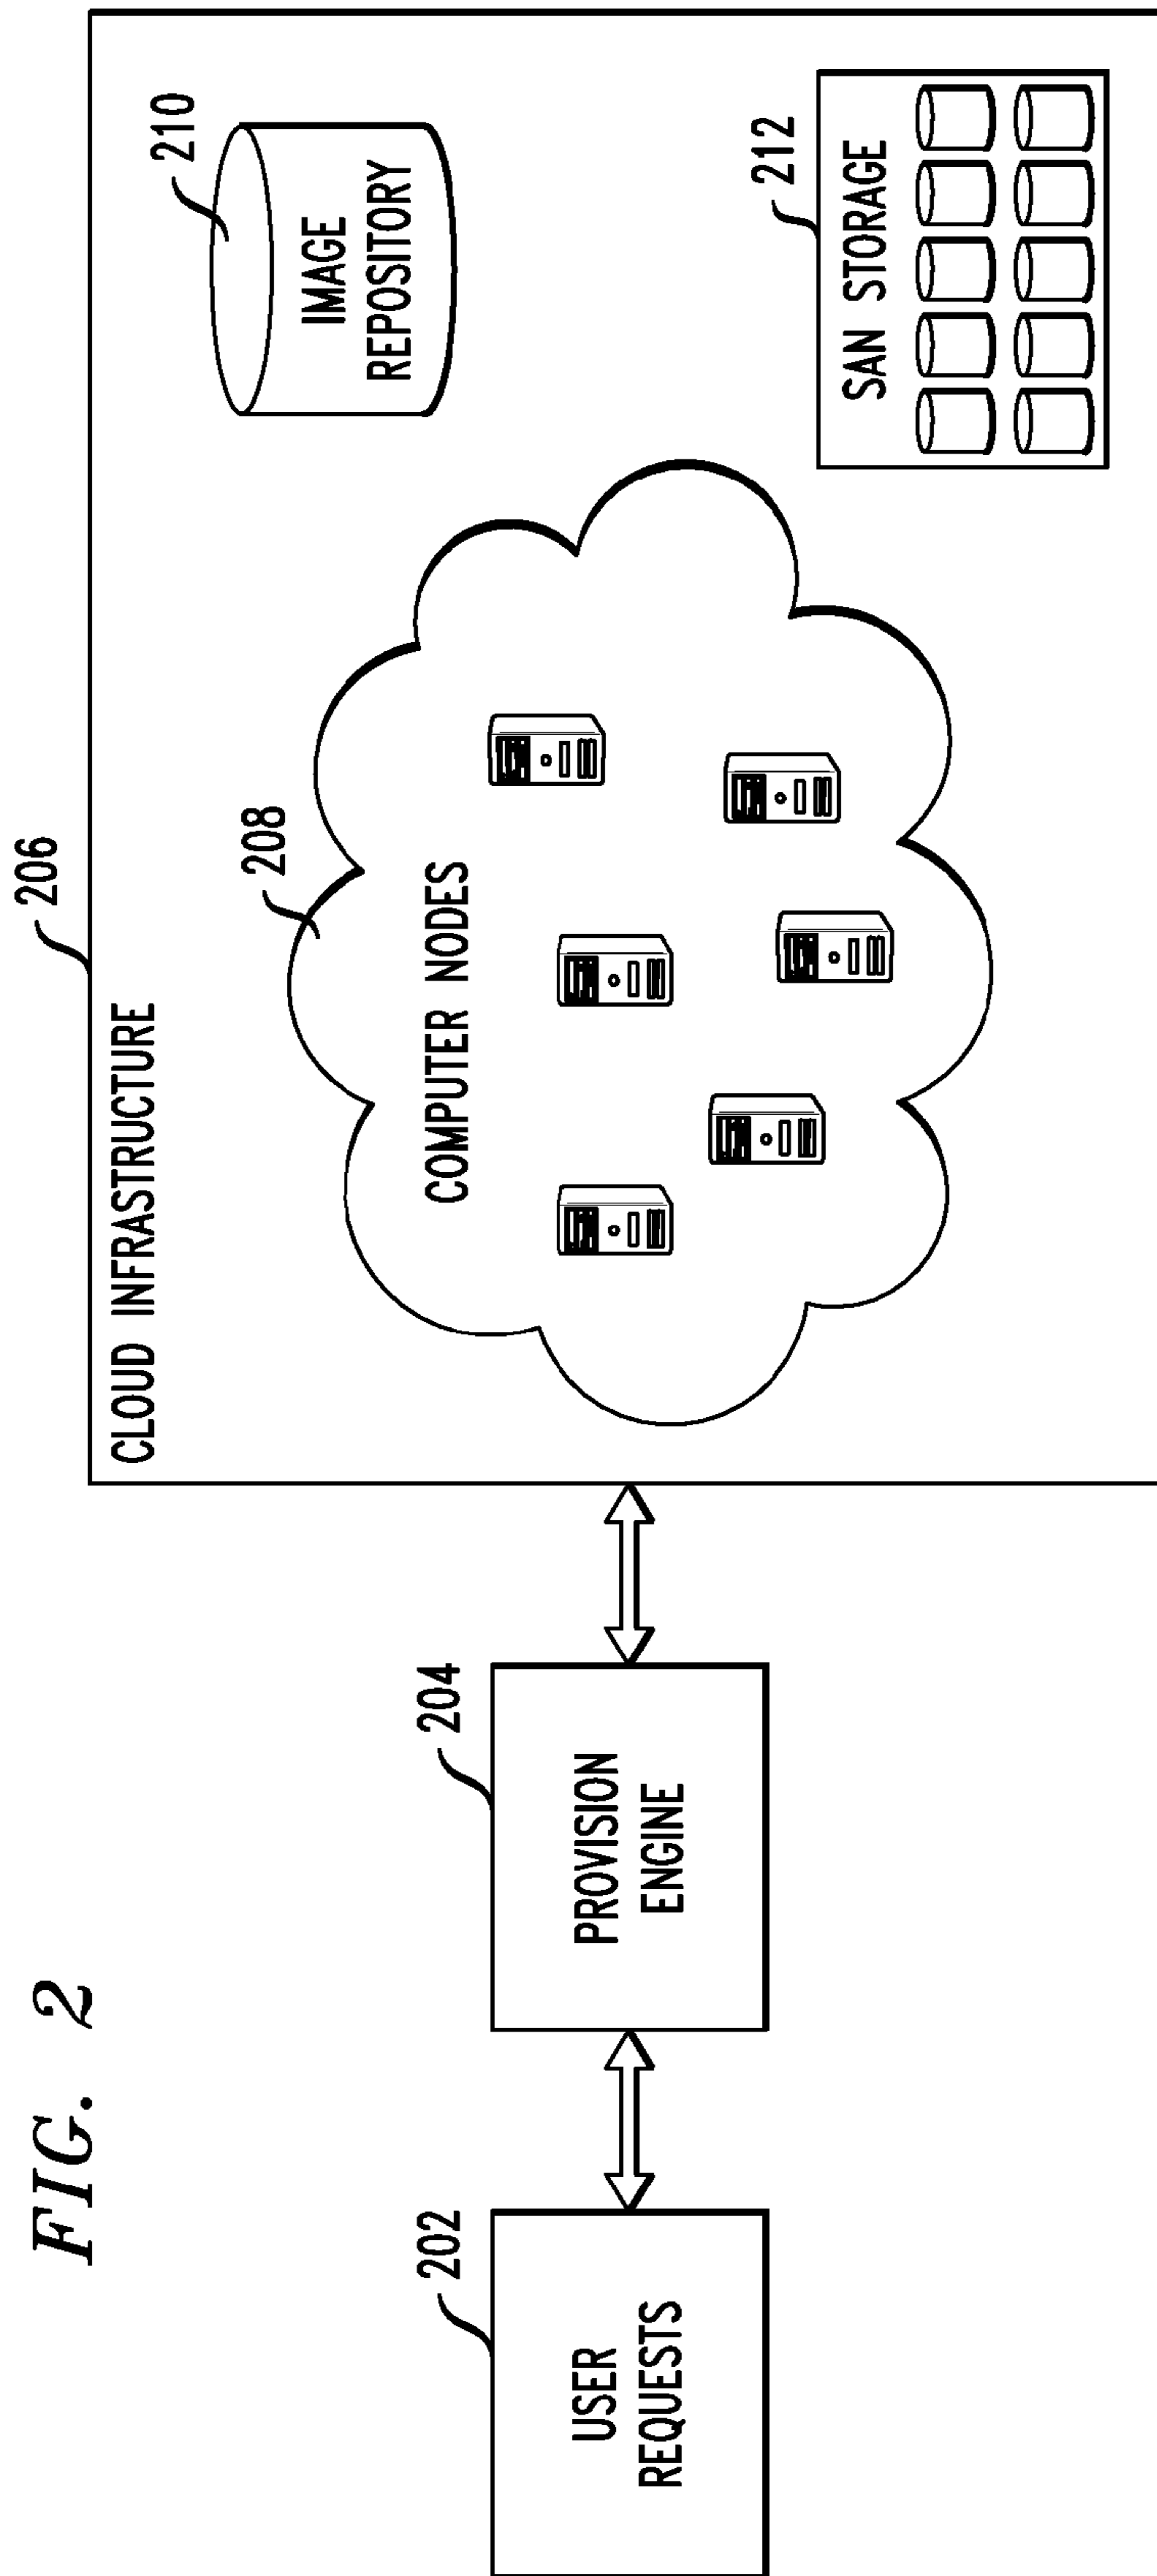 FIG. 2
202
USER
REQUESTS
204
PROVISION
ENGINE
206
CLOUD INFRASTRUCTURE
208
COMPUTER NODES
210
IMAGE
REPOSITORY
212
SAN STORAGE